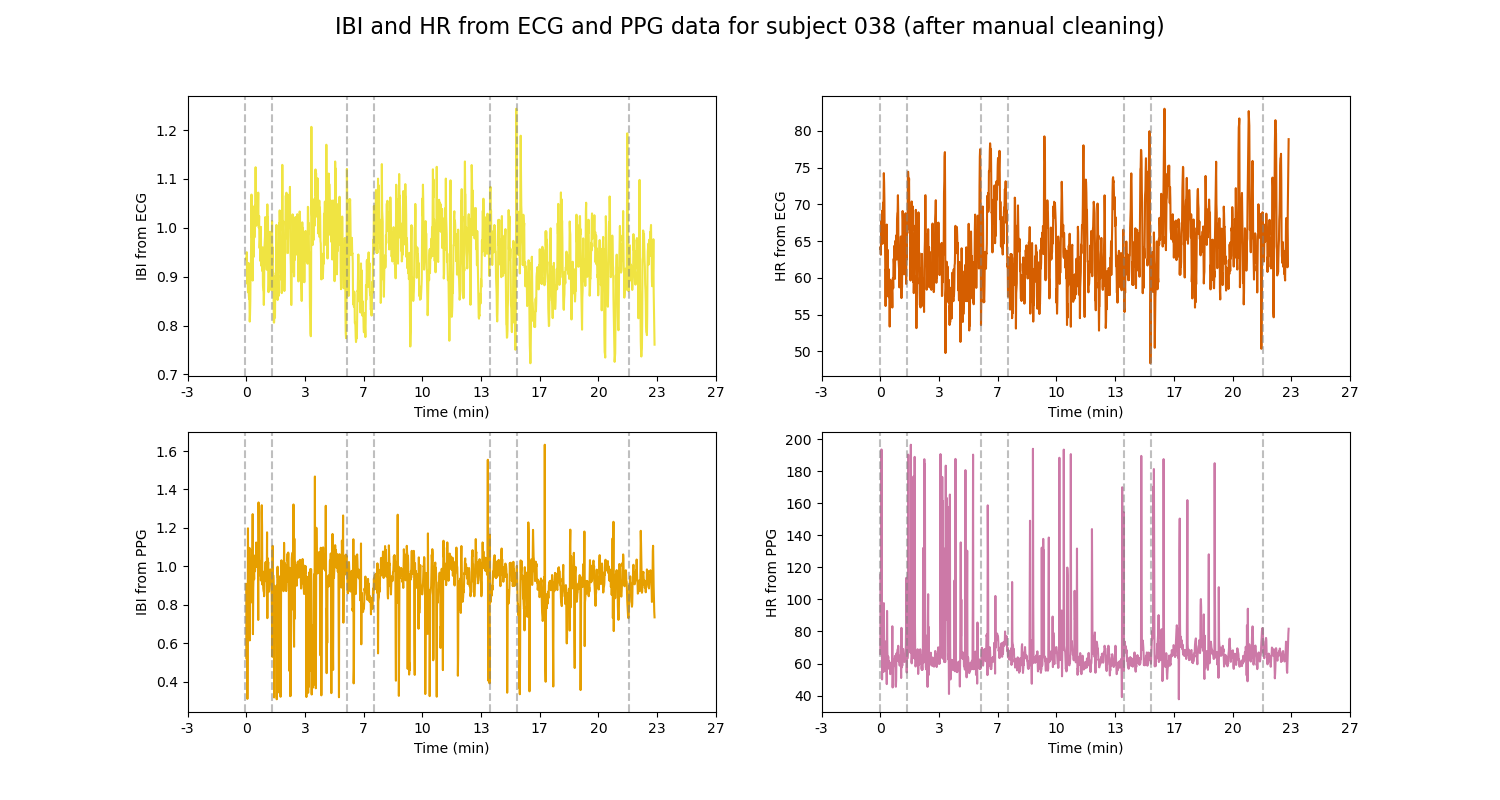 IBI and HR from ECG and PPG data for subject 038 (after manual cleaning)
IBI from ECG
1.2
1.1
1.0
0.9
0.8
0.7
-3 0 3 7 10 13 17 20 23 27
Time (min)
HR from ECG
80
75
70
65
60
55
50
-3 0 3 7 10 13 17 20 23 27
Time (min)
IBI from PPG
1.6
1.4
1.2
1.0
0.8
0.6
0.4
-3 0 3 7 10 13 17 20 23 27
Time (min)
HR from PPG
200
180
160
140
120
100
80
60
40
-3 0 3 7 10 13 17 20 23 27
Time (min)